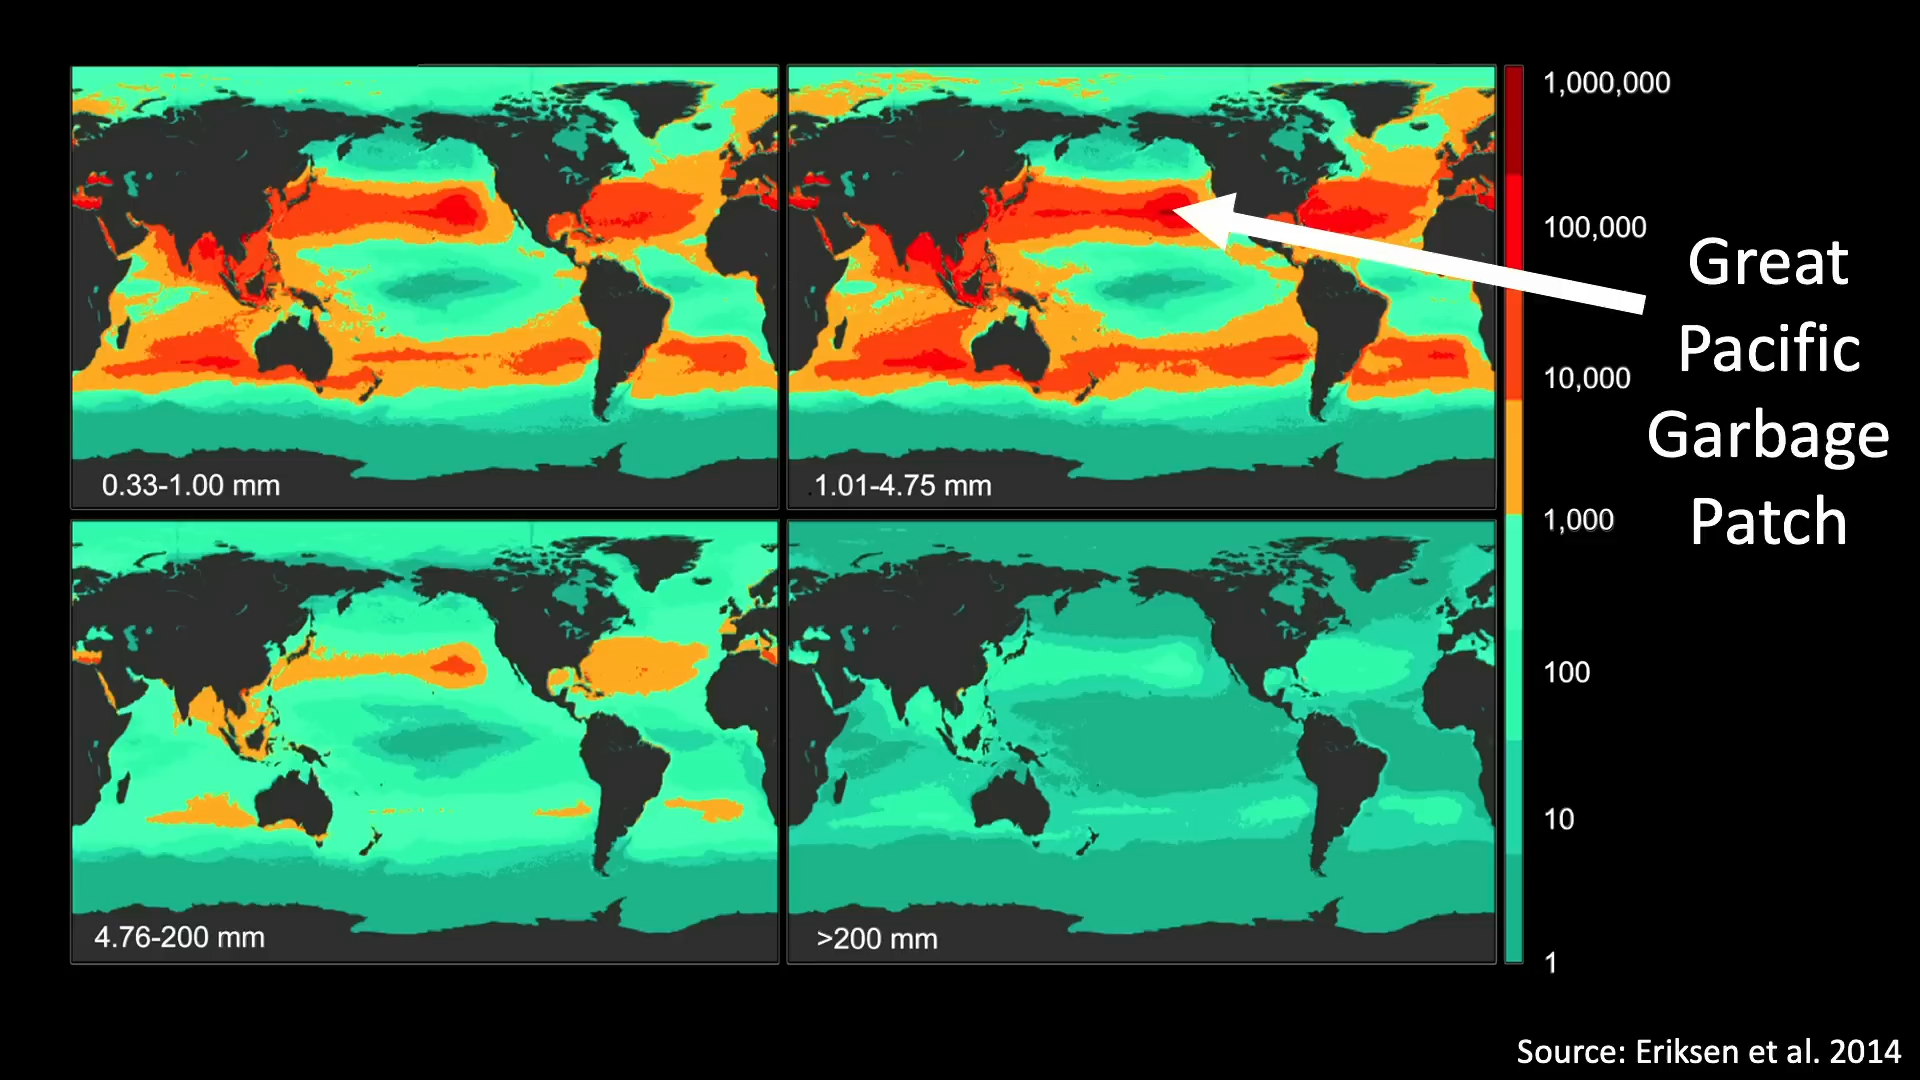 0.33-1.00 mm
1.01-4.75 mm
4.76-200 mm
>200 mm
1,000,000
100,000
10,000
1,000
100
10
1
Great
Pacific
Garbage
Patch
Source: Eriksen et al. 2014